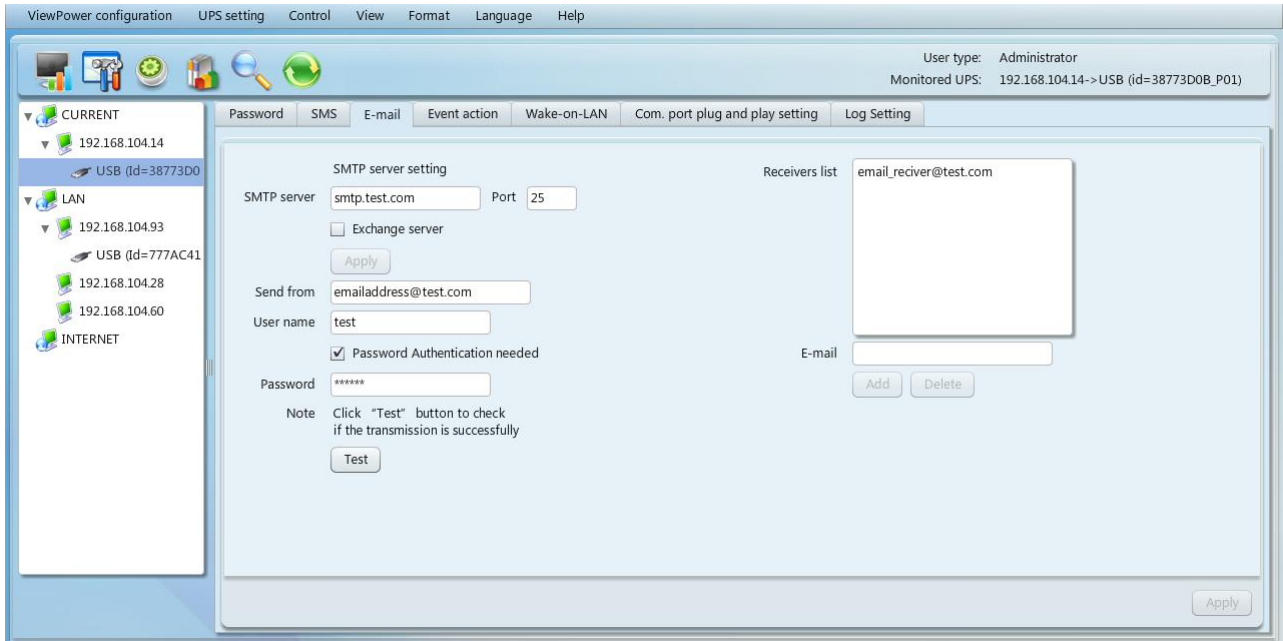 ViewPower configuration UPS setting Control View Format Language Help
User type: Administrator
Monitored UPS: 192.168.104.14->USB (id=38773D0B_P01)
CURRENT
192.168.104.14
USB (Id=38773D0
LAN
192.168.104.93
USB (Id=777AC41
192.168.104.28
192.168.104.60
INTERNET
Password SMS E-mail Event action Wake-on-LAN Com. port plug and play setting Log Setting
SMTP server setting
SMTP server smtp.test.com Port 25
Exchange server
Apply
Send from emailaddress@test.com
User name test
Password Authentication needed
Password ******
Note Click “Test” button to check
if the transmission is successfully
Test
Receivers list email_reciver@test.com
E-mail
Add Delete
Apply